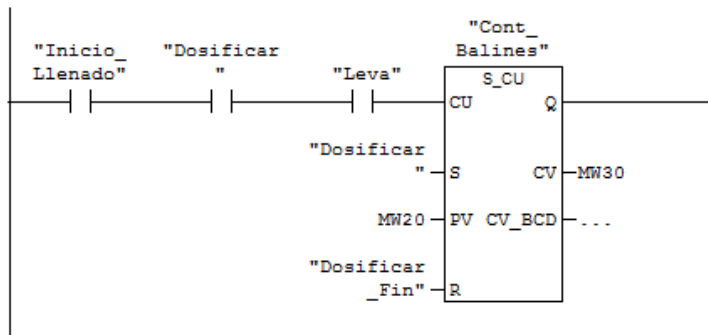 "Cont_
Balines"
"Inicio_
Llenado"
"Dosificar
"
"Leva"
S_CU
CU Q
"Dosificar
"
S CV MW30
MW20 PV CV_BCD ...
"Dosificar
_Fin"
R